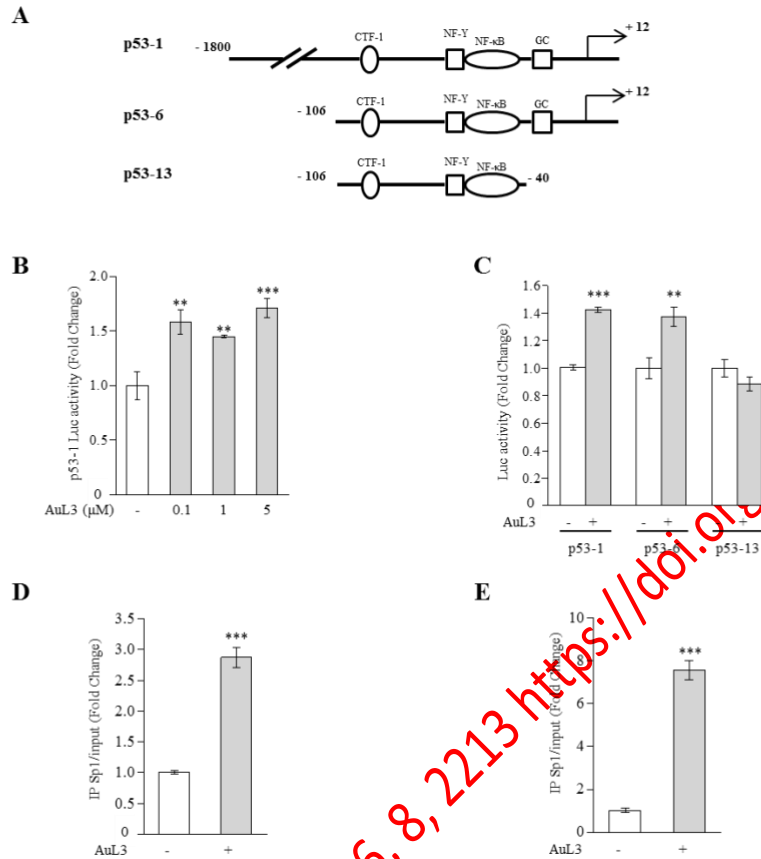 A
p53-1 - 1800 CTF-1 NF-Y NF-κB GC + 12
p53-6 - 106 CTF-1 NF-Y NF-κB GC + 12
p53-13 - 106 CTF-1 NF-Y NF-κB - 40
B
p53-1 Luc activity (Fold Change)
2.0
1.5
1.0
0.5
0
** ** ***
AuL3 (μM) - 0.1 1 5
C
Luc activity (Fold Change)
1.6
1.4
1.2
1.0
0.8
0.6
0.4
0.2
0
*** **
AuL3 - + - + +
p53-1 p53-6 p53-13
D
IP Sp1/input (Fold Change)
3.5
3.0
2.5
2.0
1.5
1.0
0.5
0
***
AuL3 - +
E
IP Sp1/input (Fold Change)
10
8
6
4
2
0
***
AuL3 - +
6, 8, 2213 https://doi.org